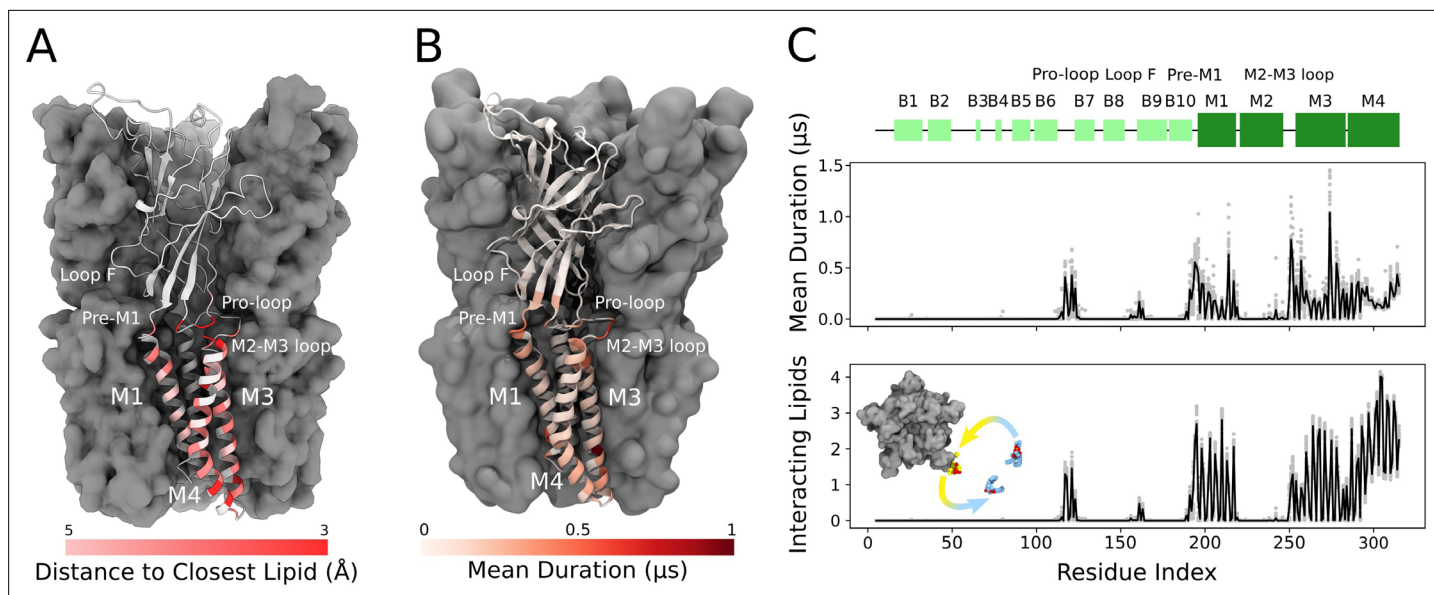 A
Loop F
Pro-loop
Pre-M1
M2-M3 loop
M1
M3
M4
5
3
Distance to Closest Lipid (Å)
B
Loop F
Pro-loop
Pre-M1
M2-M3 loop
M1
M3
M4
0
0.5
1
Mean Duration (µs)
C
Pro-loop Loop F Pre-M1 M2-M3 loop
B1 B2 B3 B4 B5 B6 B7 B8 B9 B10 M1 M2 M3 M4
Mean Duration (µs)
1.5
1.0
0.5
0.0
Interacting Lipids
4
3
2
1
0
0 50 100 150 200 250 300
Residue Index